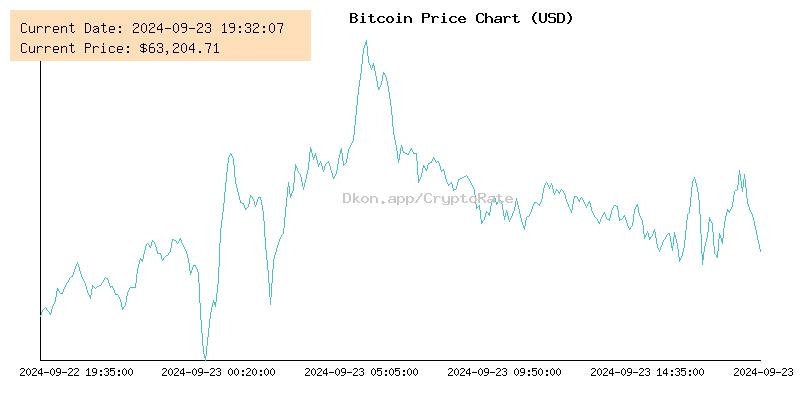 Bitcoin Price Chart (USD)
Current Date: 2024-09-23 19:32:07
Current Price: $63,204.71
Dkon.app/CryptoRate
2024-09-22 19:35:00 2024-09-23 00:20:00 2024-09-23 05:05:00 2024-09-23 09:50:00 2024-09-23 14:35:00 2024-09-23